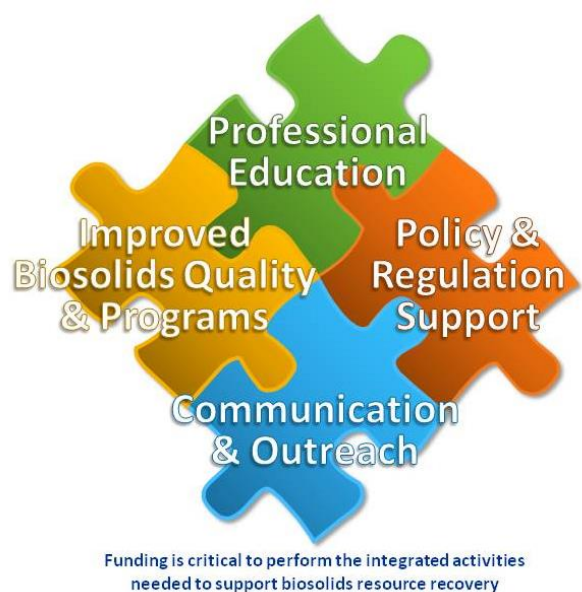 Professional
Education
Improved
Biosolids Quality
& Programs
Policy &
Regulation
Support
Communication
& Outreach
Funding is critical to perform the integrated activities
needed to support biosolids resource recovery